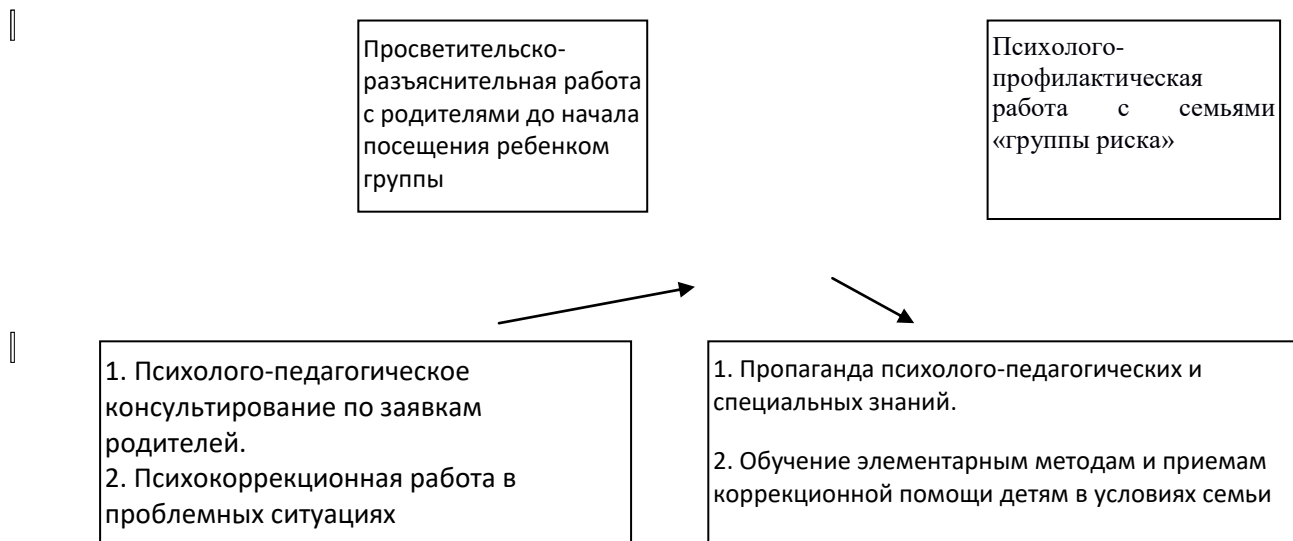 Просветительско-
разъяснительная работа
с родителями до начала
посещения ребенком
группы
Психолого-
профилактическая
работа с семьями
«группы риска»
1. Психолого-педагогическое
консультирование по заявкам
родителей.
2. Психокоррекционная работа в
проблемных ситуациях
1. Пропаганда психолого-педагогических и
специальных знаний.
2. Обучение элементарным методам и приемам
коррекционной помощи детям в условиях семьи